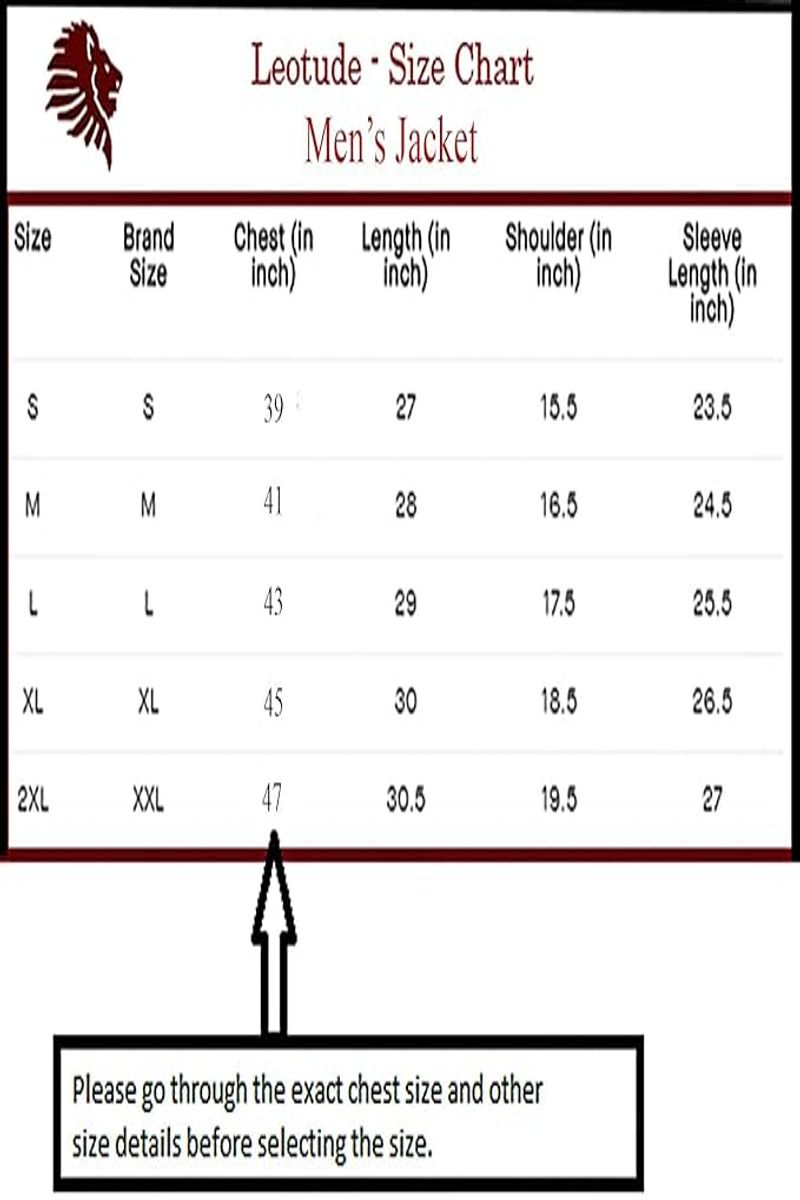 Leotude - Size Chart
Men's Jacket
Size Brand Size Chest (in inch) Length (in inch) Shoulder (in inch) Sleeve Length (in inch)
S S 39 27 15.5 23.5
M M 41 28 16.5 24.5
L L 43 29 17.5 25.5
XL XL 45 30 18.5 26.5
2XL XXL 47 30.5 19.5 27
Please go through the exact chest size and other
size details before selecting the size.